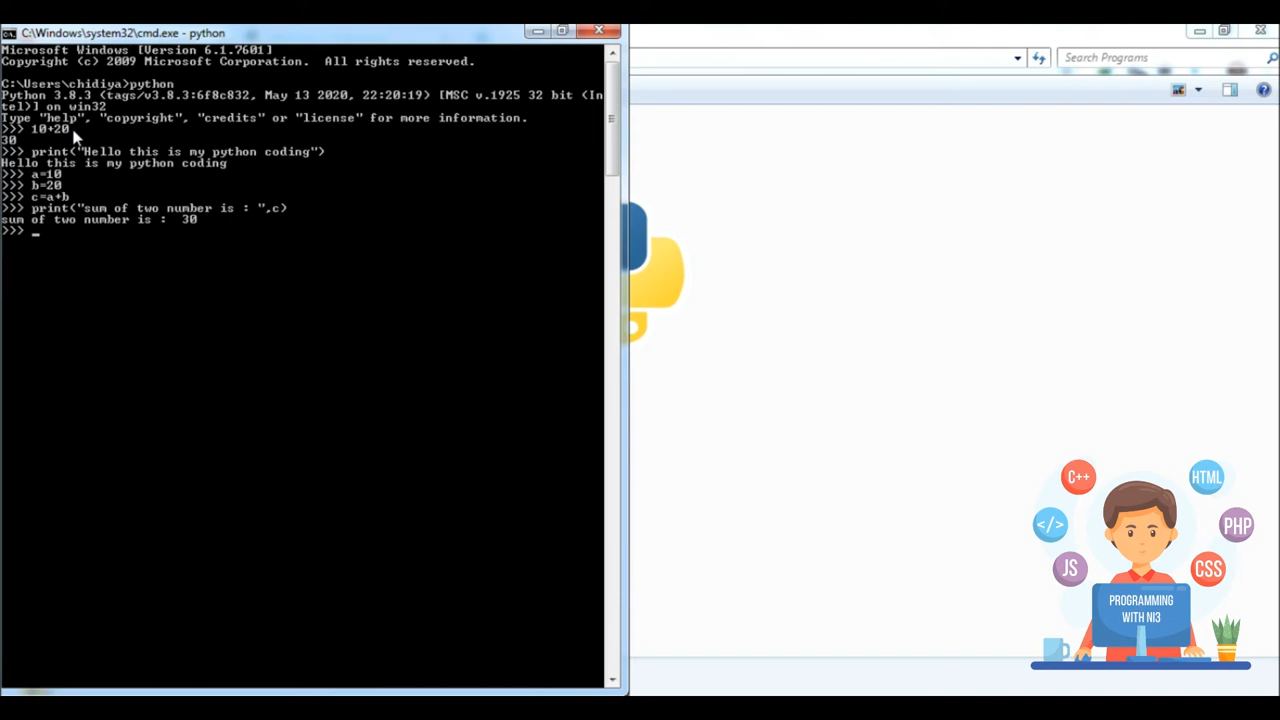 C:\Windows\system32\cmd.exe - python
Microsoft Windows [Version 6.1.7601]
Copyright (c) 2009 Microsoft Corporation.  All rights reserved.
C:\Users\chidiya>python
Python 3.8.3 (tags/v3.8.3:6f8c832, May 13 2020, 22:20:19) [MSC v.1925 32 bit (In
tel)] on win32
Type "help", "copyright", "credits" or "license" for more information.
>>> 10+20
30
>>> print("Hello this is my python coding")
Hello this is my python coding
>>> a=10
>>> b=20
>>> c=a+b
>>> print("sum of two number is : ",c)
sum of two number is :  30
>>> _
Search Programs
C++
HTML
</>
PHP
JS
CSS
PROGRAMMING
WITH NI3